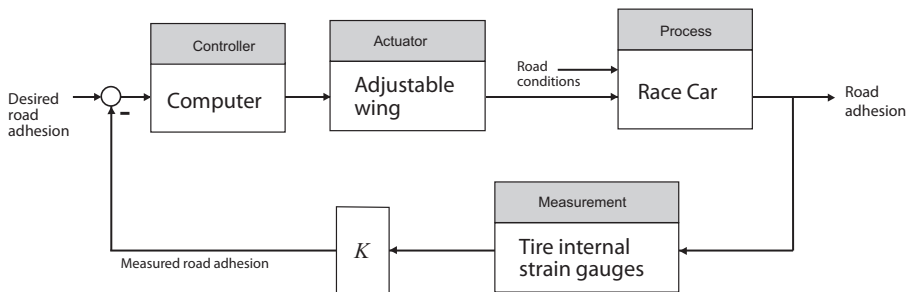 Controller
Actuator
Process
Desired
road
adhesion
Computer
Adjustable
wing
Road
conditions
Race Car
Road
adhesion
-
Measurement
Tire internal
strain gauges
K
Measured road adhesion